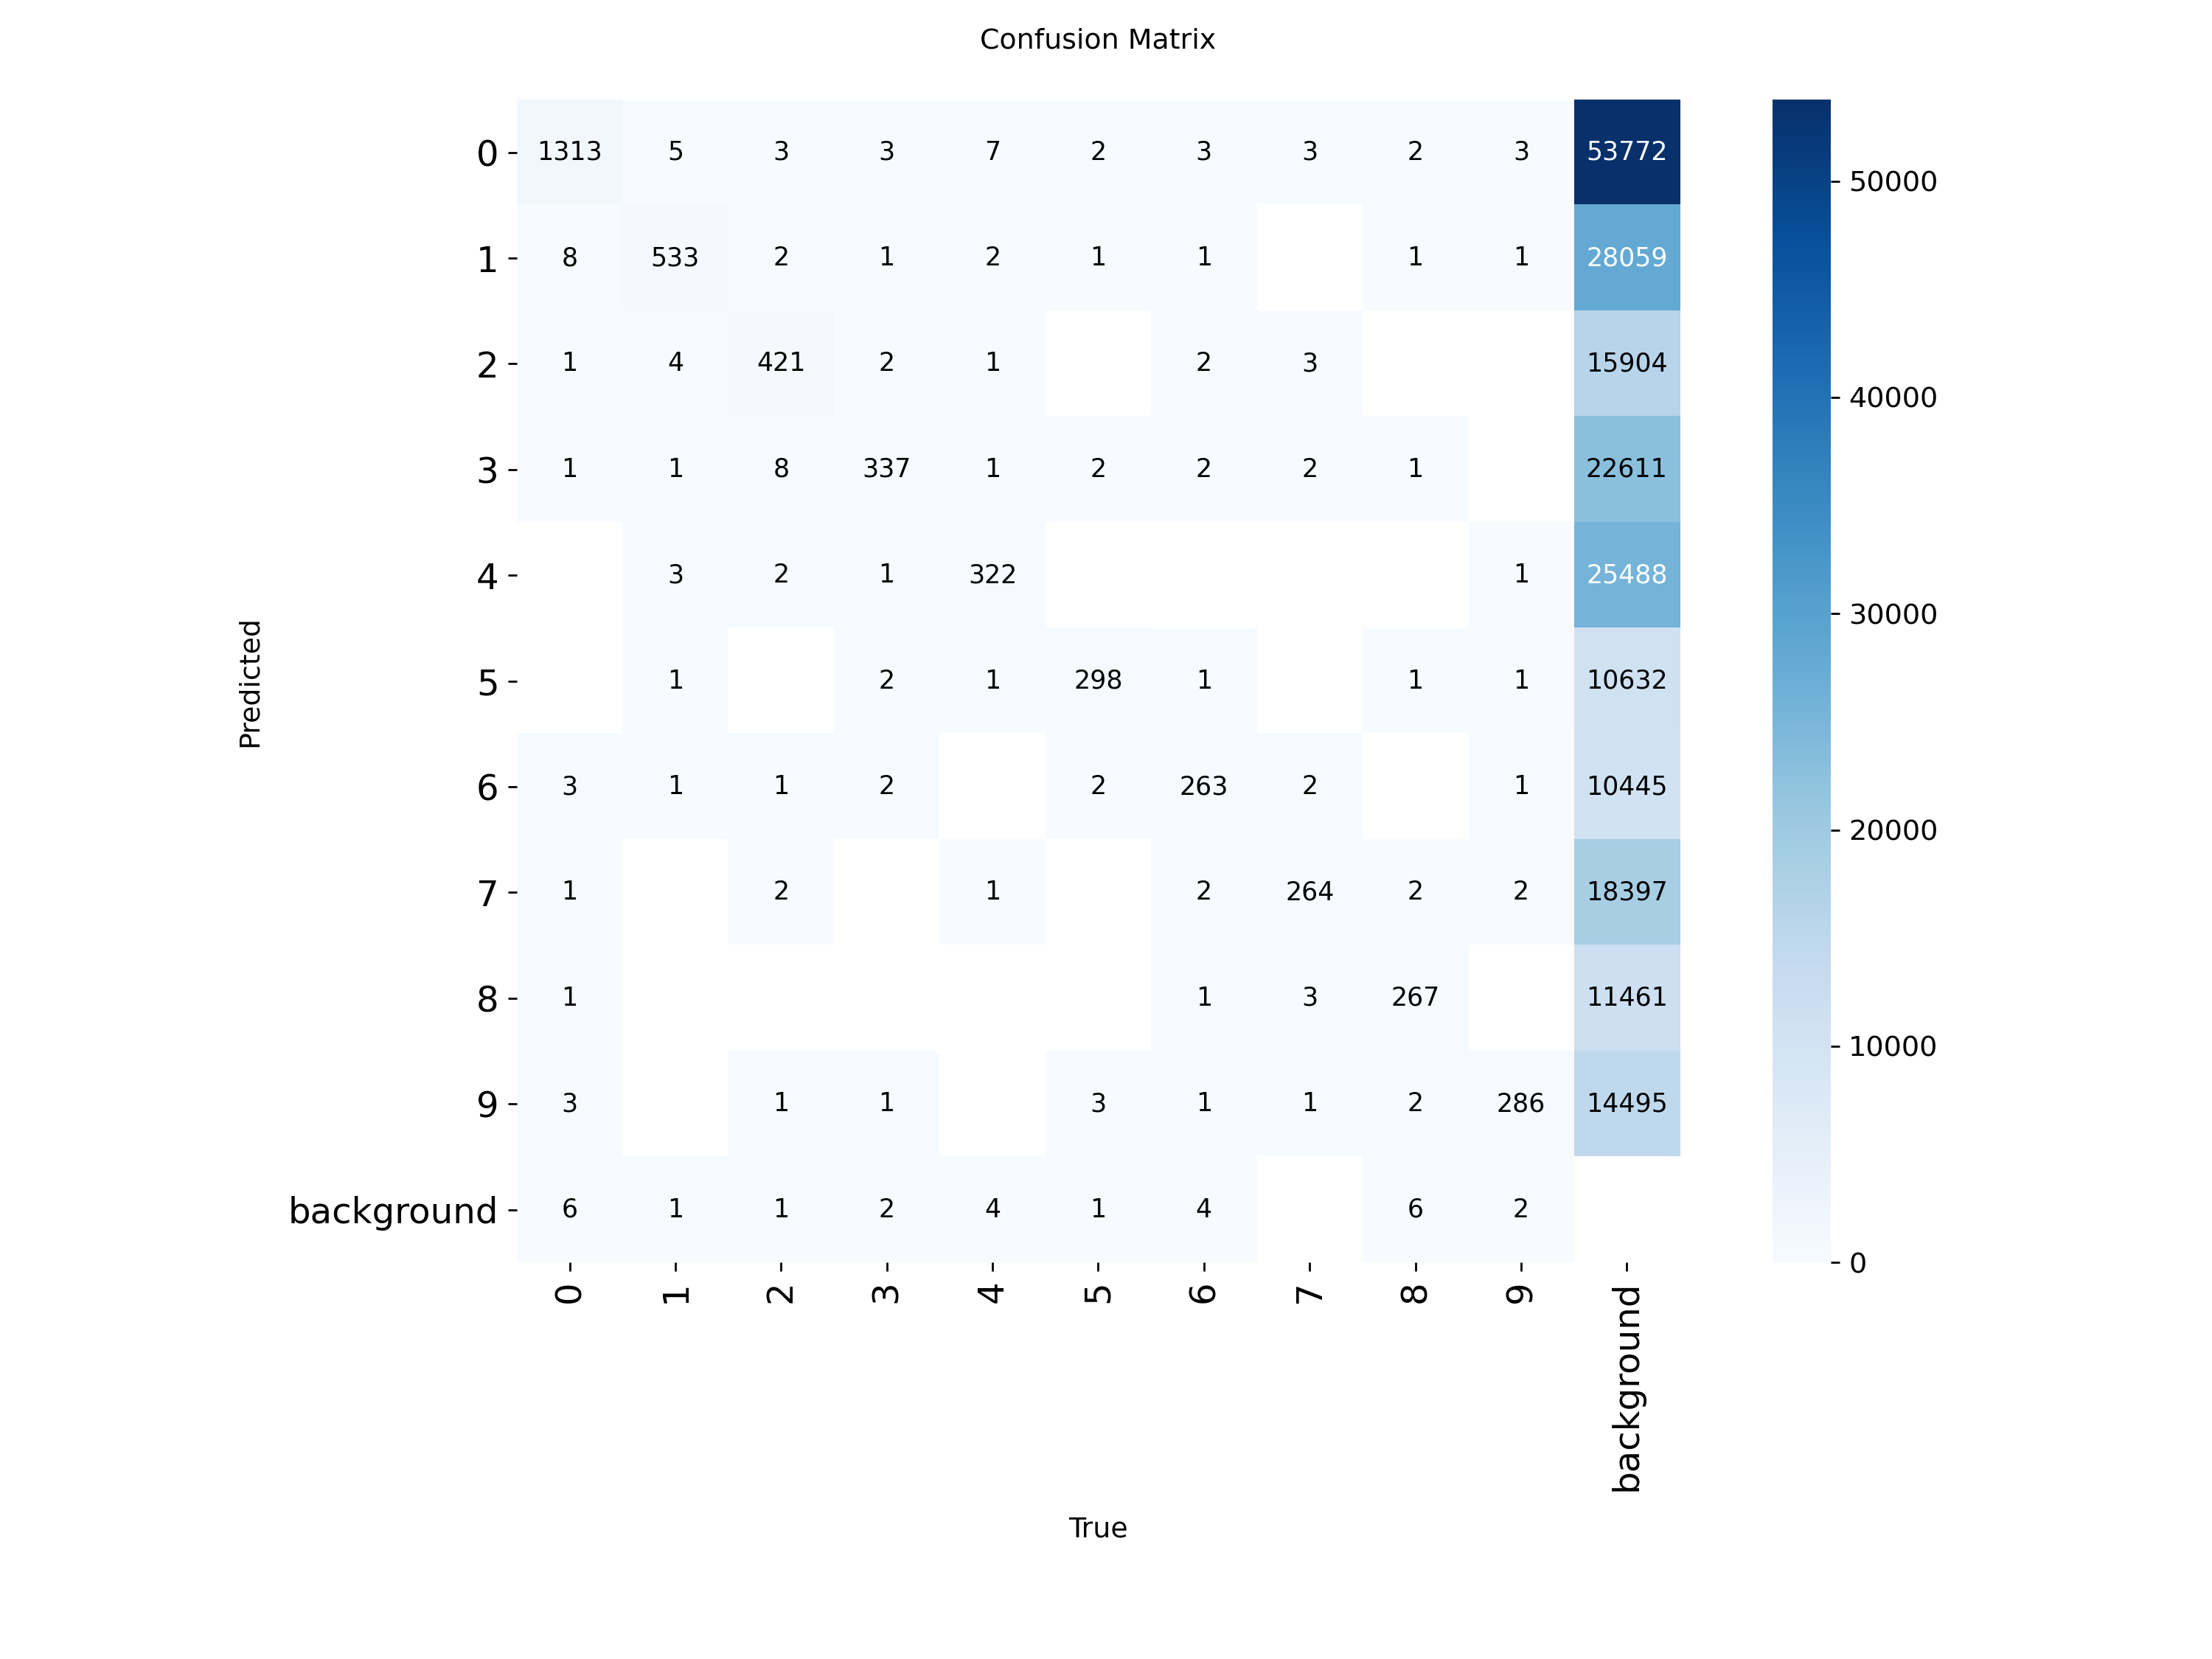 Confusion Matrix
0 1313 5 3 3 7 2 3 3 2 3 53772
1 8 533 2 1 2 1 1 1 1 28059
2 1 4 421 2 1 2 3 15904
3 1 1 8 337 1 2 2 2 1 22611
4 3 2 1 322 1 25488
5 1 2 1 298 1 1 1 10632
6 3 1 1 2 2 263 2 1 10445
7 1 2 1 2 264 2 2 18397
8 1 1 3 267 11461
9 3 1 1 3 1 1 2 286 14495
background 6 1 1 2 4 1 4 6 2
0 1 2 3 4 5 6 7 8 9 background
True
Predicted
50000
40000
30000
20000
10000
0